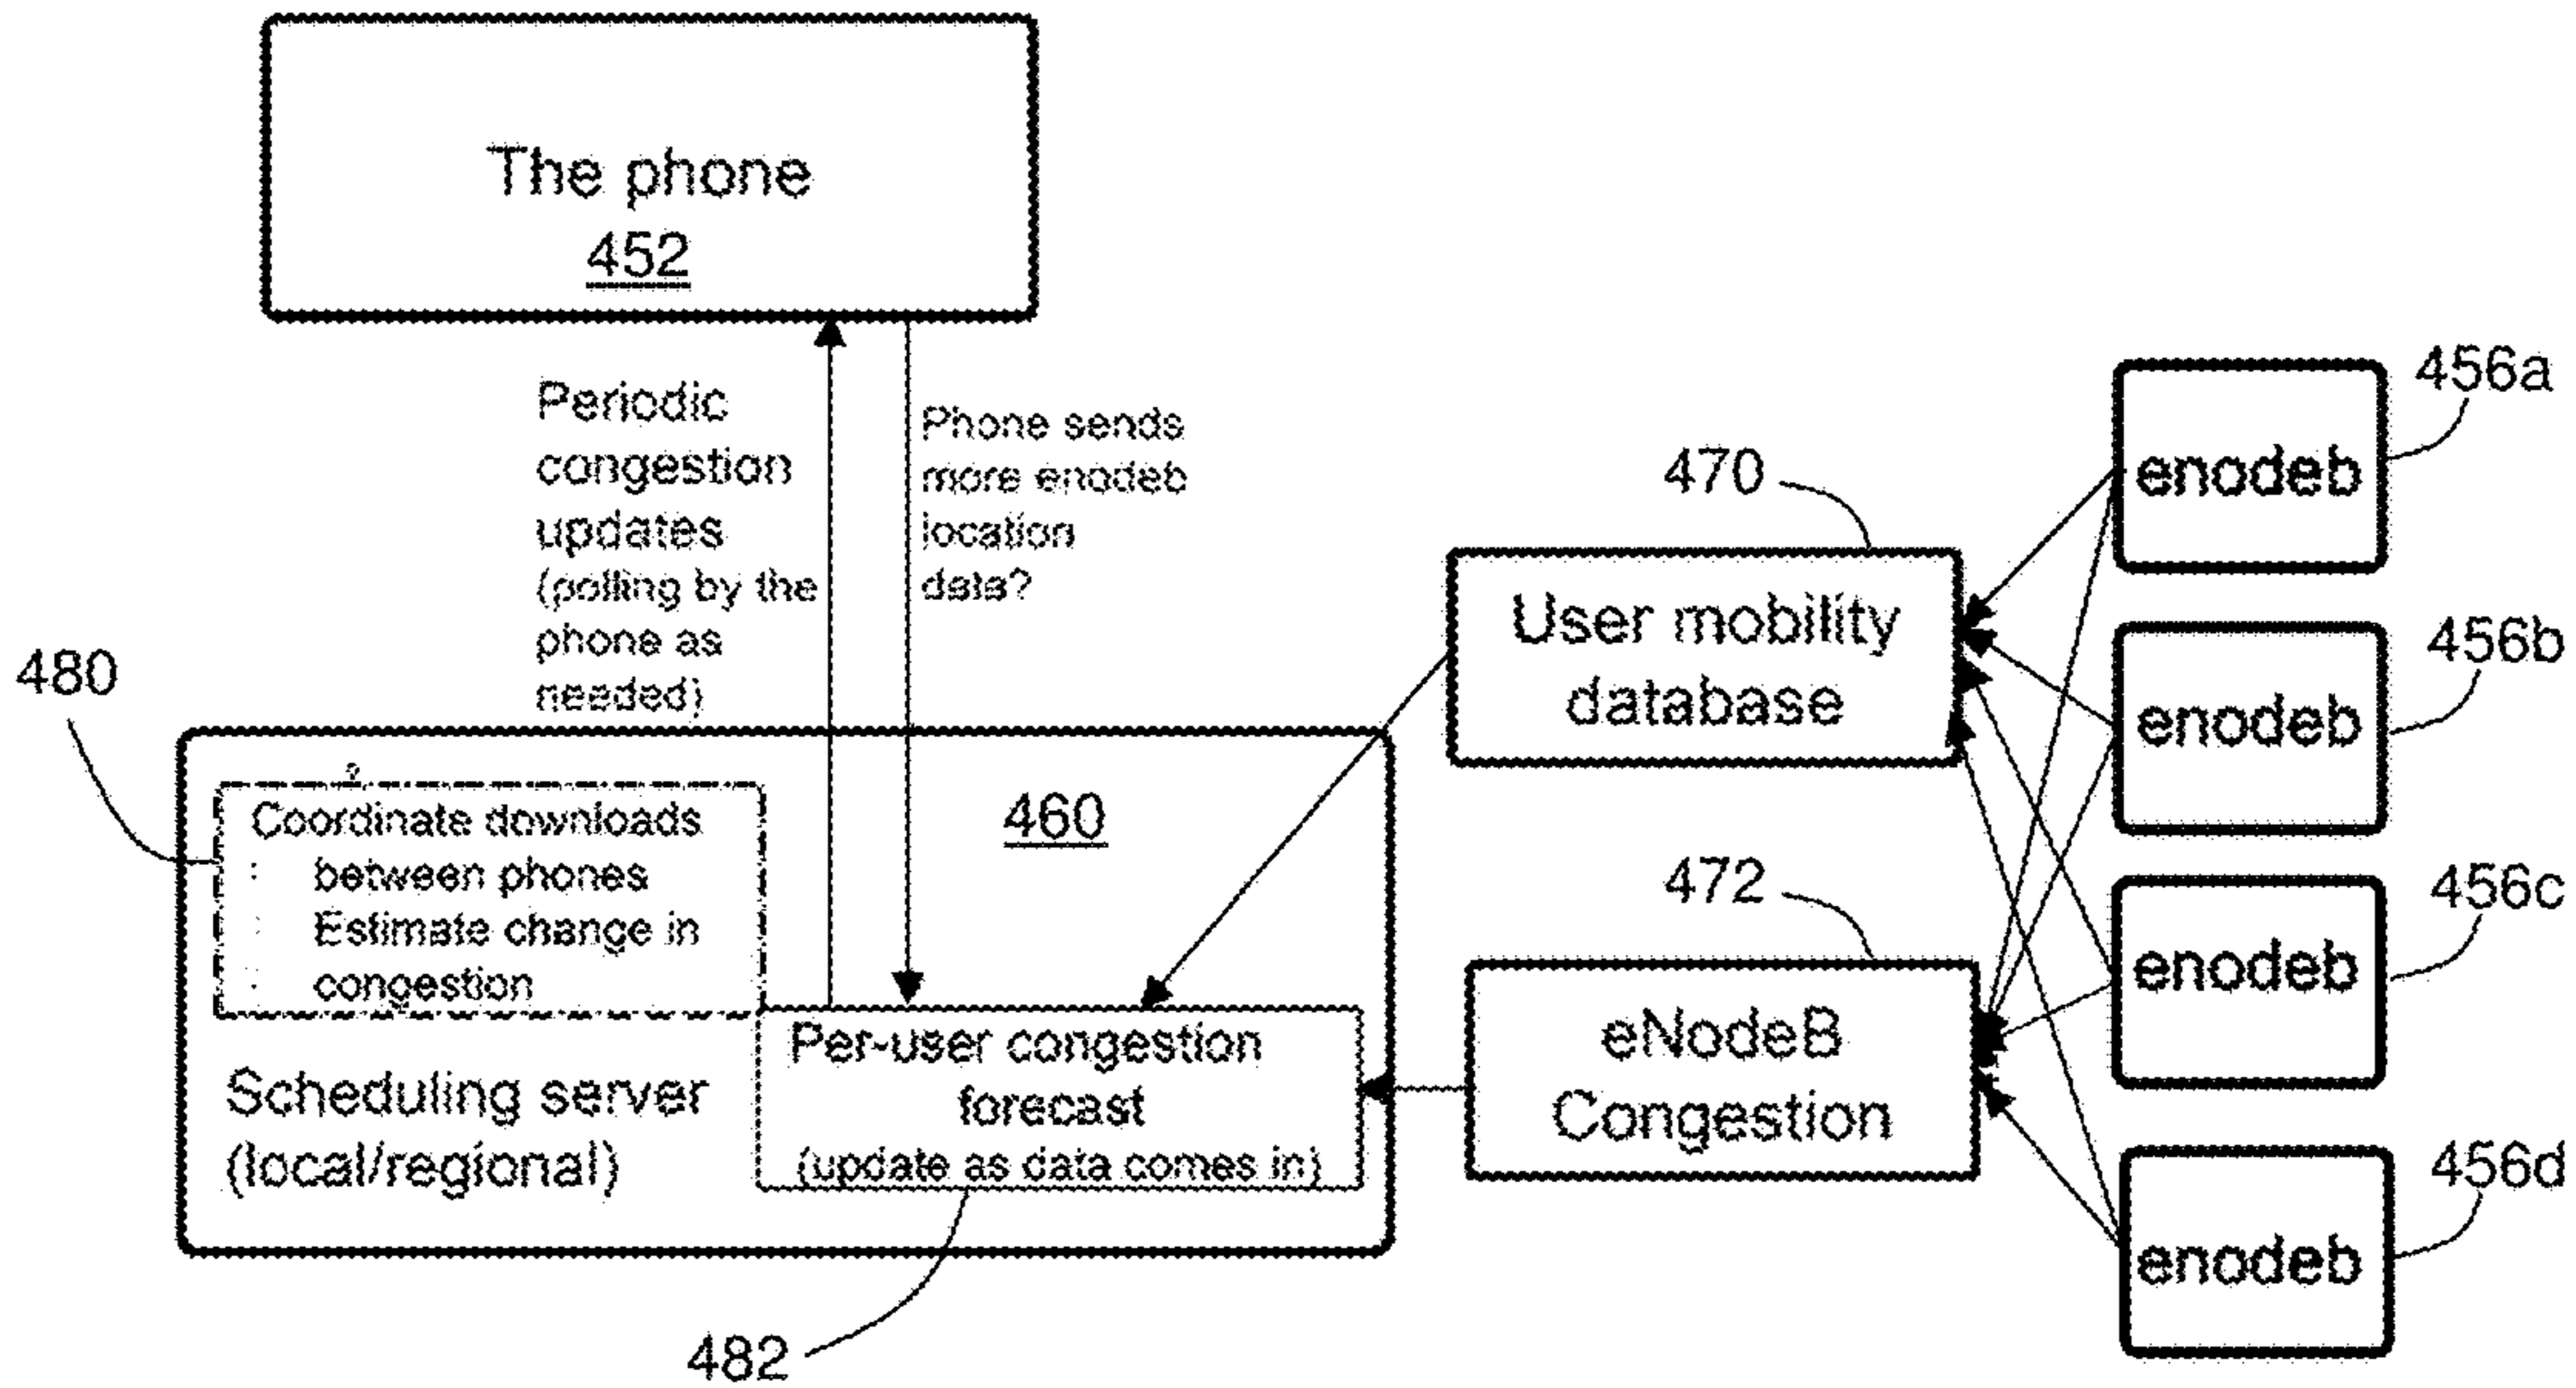 The phone
452
Periodic
congestion
updates
(polling by the
phone as
needed)
Phone sends
more enodeb
location
data?
480
?
Coordinate downloads
between phones
Estimate change in
congestion
460
Scheduling server
(local/regional)
Per-user congestion
forecast
(update as data comes in)
482
470
User mobility
database
472
eNodeB
Congestion
456a
enodeb
456b
enodeb
456c
enodeb
456d
enodeb